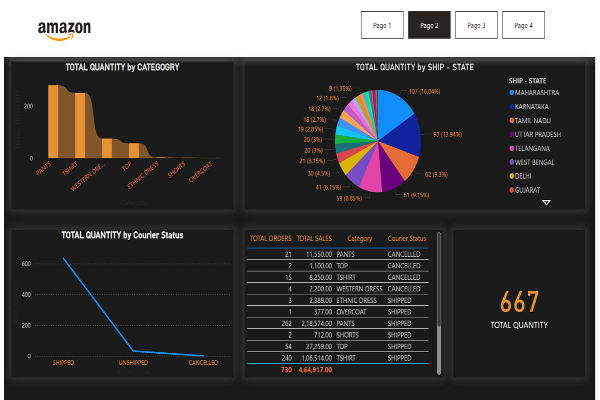 amazon
Page 1 Page 2 Page 3 Page 4
TOTAL QUANTITY by CATEGOGRY
200
0
PANTS TSHIRT WESTERN DRE... TOP ETHNIC DRESS SHORTS OVERCOAT
TOTAL QUANTITY by SHIP - STATE
9 (1.35%)
12 (1.8%)
18 (2.7%)
18 (2.7%)
19 (2.85%)
20 (3%)
20 (3%)
21 (3.15%)
30 (4.5%)
41 (6.15%)
59 (8.85%)
61 (9.15%)
62 (9.3%)
93 (13.94%)
107 (16.04%)
SHIP - STATE
MAHARASHTRA
KARNATAKA
TAMIL NADU
UTTAR PRADESH
TELANGANA
WEST BENGAL
DELHI
GUJARAT
TOTAL QUANTITY by Courier Status
600
400
200
0
SHIPPED UNSHIPPED CANCELLED
TOTAL ORDERS TOTAL SALES Category Courier Status
21 11,550.00 PANTS CANCELLED
2 1,100.00 TOP CANCELLED
15 8,250.00 TSHIRT CANCELLED
4 2,200.00 WESTERN DRESS CANCELLED
3 2,389.00 ETHNIC DRESS SHIPPED
1 377.00 OVERCOAT SHIPPED
262 2,18,574.00 PANTS SHIPPED
2 712.00 SHORTS SHIPPED
54 27,259.00 TOP SHIPPED
240 1,06,514.00 TSHIRT SHIPPED
730 4,64,917.00
667
TOTAL QUANTITY